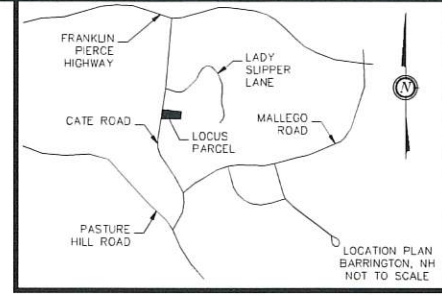 FRANKLIN
PIERCE
HIGHWAY
LADY
SLIPPER
LANE
N
CATE ROAD
LOCUS
PARCEL
MALLEGO
ROAD
PASTURE
HILL ROAD
LOCATION PLAN
BARRINGTON, NH
NOT TO SCALE